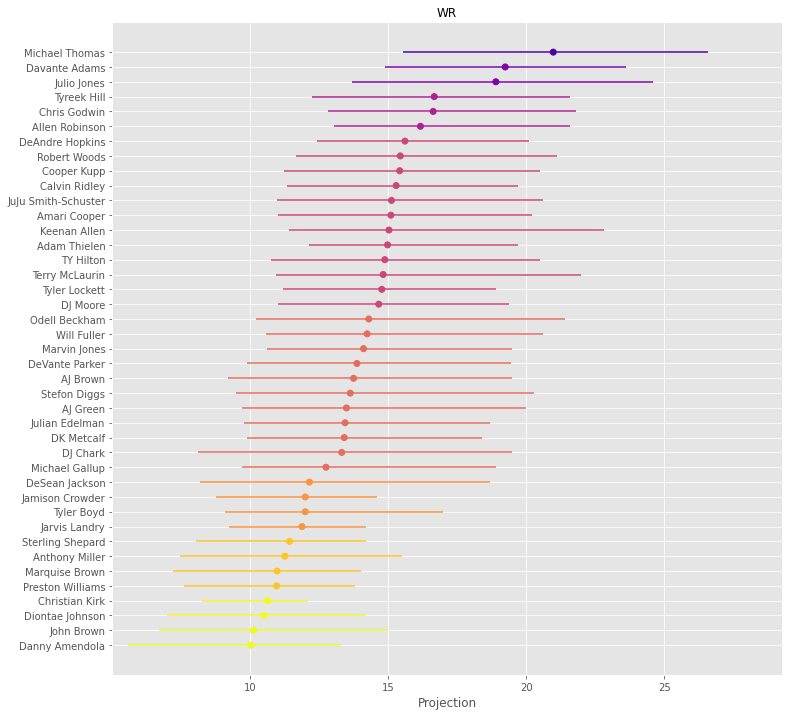 WR
Michael Thomas
Davante Adams
Julio Jones
Tyreek Hill
Chris Godwin
Allen Robinson
DeAndre Hopkins
Robert Woods
Cooper Kupp
Calvin Ridley
JuJu Smith-Schuster
Amari Cooper
Keenan Allen
Adam Thielen
TY Hilton
Terry McLaurin
Tyler Lockett
DJ Moore
Odell Beckham
Will Fuller
Marvin Jones
DeVante Parker
AJ Brown
Stefon Diggs
AJ Green
Julian Edelman
DK Metcalf
DJ Chark
Michael Gallup
DeSean Jackson
Jamison Crowder
Tyler Boyd
Jarvis Landry
Sterling Shepard
Anthony Miller
Marquise Brown
Preston Williams
Christian Kirk
Diontae Johnson
John Brown
Danny Amendola
10 15 20 25
Projection